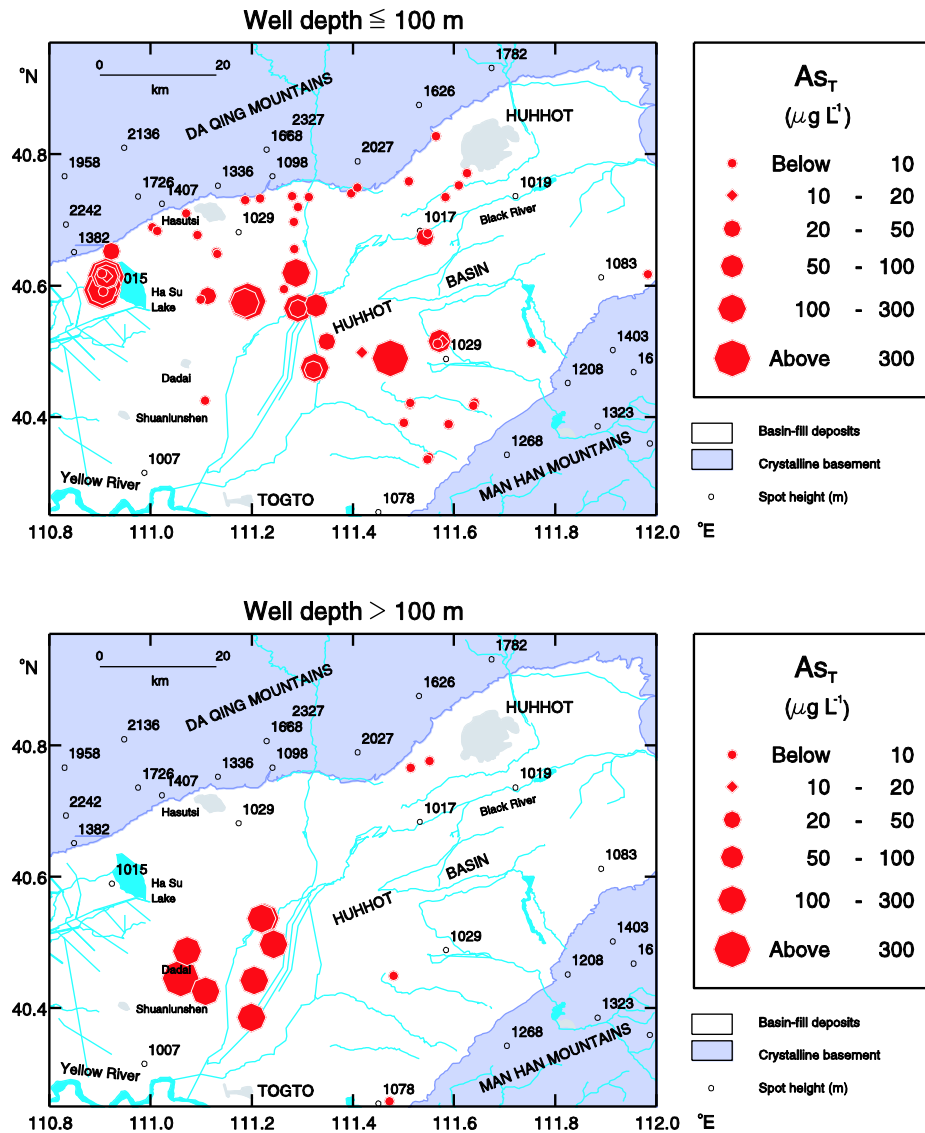 Well depth ≦ 100 m
°N
0 20
km
DA QING MOUNTAINS
1782
1626
HUHHOT
2327
2136
1668
2027
1958
1336
1098
1726
1407
1019
2242
Hasutsi
1029
1017
Black River
1382
015
BASIN
1083
Ha Su
Lake
HUHHOT
1403
1029
16
Dadai
1208
Shuanlunshen
1323
1268
MAN HAN MOUNTAINS
1007
Yellow River
TOGTO
1078
40.8
40.6
40.4
110.8 111.0 111.2 111.4 111.6 111.8 112.0 °E
AsT
(μg L-1)
Below 10
10 - 20
20 - 50
50 - 100
100 - 300
Above 300
Basin-fill deposits
Crystalline basement
Spot height (m)
Well depth > 100 m
°N
0 20
km
DA QING MOUNTAINS
1782
1626
HUHHOT
2327
2136
1668
2027
1958
1336
1098
1726
1407
1019
2242
Hasutsi
1029
1017
Black River
1382
1015
BASIN
1083
Ha Su
Lake
HUHHOT
1403
1029
16
Dadai
1208
Shuanlunshen
1323
1268
MAN HAN MOUNTAINS
1007
Yellow River
TOGTO
1078
40.8
40.6
40.4
110.8 111.0 111.2 111.4 111.6 111.8 112.0 °E
AsT
(μg L-1)
Below 10
10 - 20
20 - 50
50 - 100
100 - 300
Above 300
Basin-fill deposits
Crystalline basement
Spot height (m)